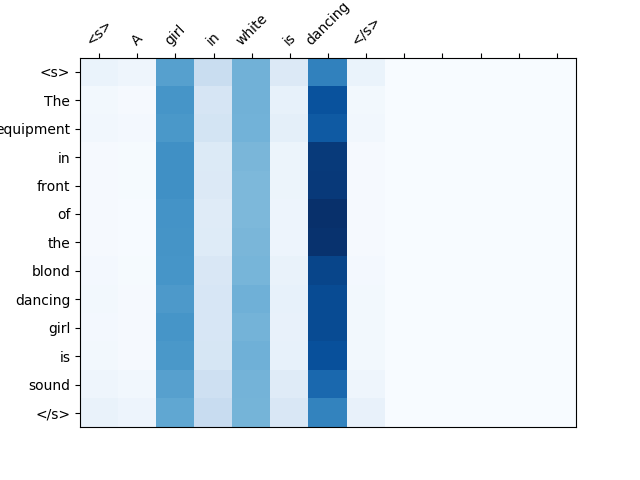 <s> A girl in white is dancing </s>
<s>
The
equipment
in
front
of
the
blond
dancing
girl
is
sound
</s>